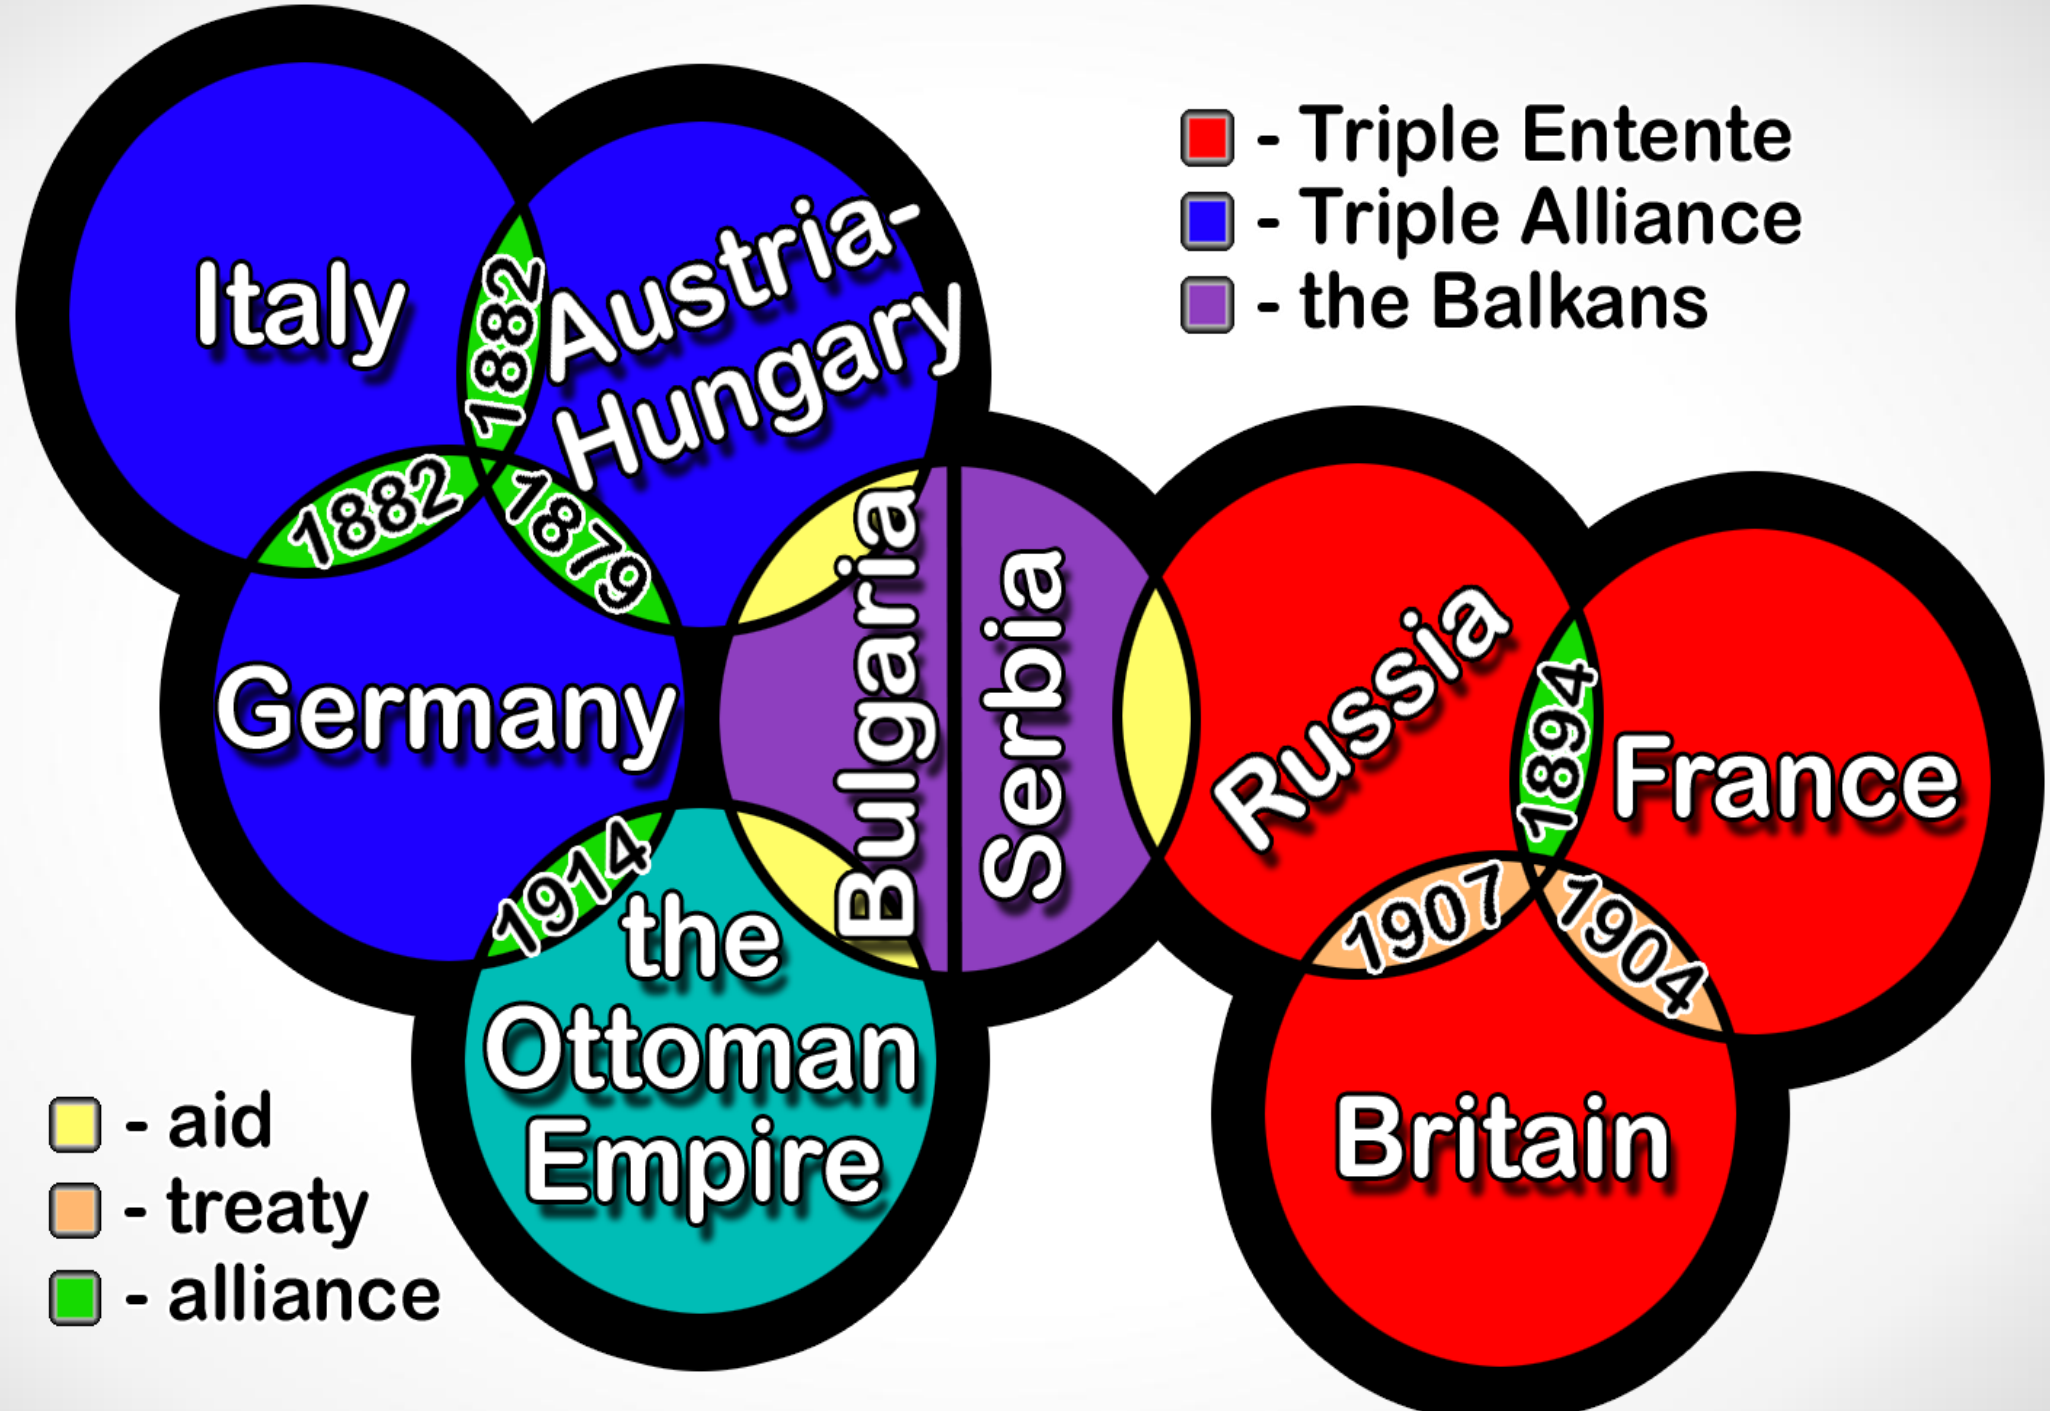 Italy
1882
Austria-
Hungary
1882
1879
Germany
1914
the
Ottoman
Empire
Bulgaria
Serbia
- Triple Entente
- Triple Alliance
- the Balkans
Russia
1894
France
1907
1904
Britain
- aid
- treaty
- alliance